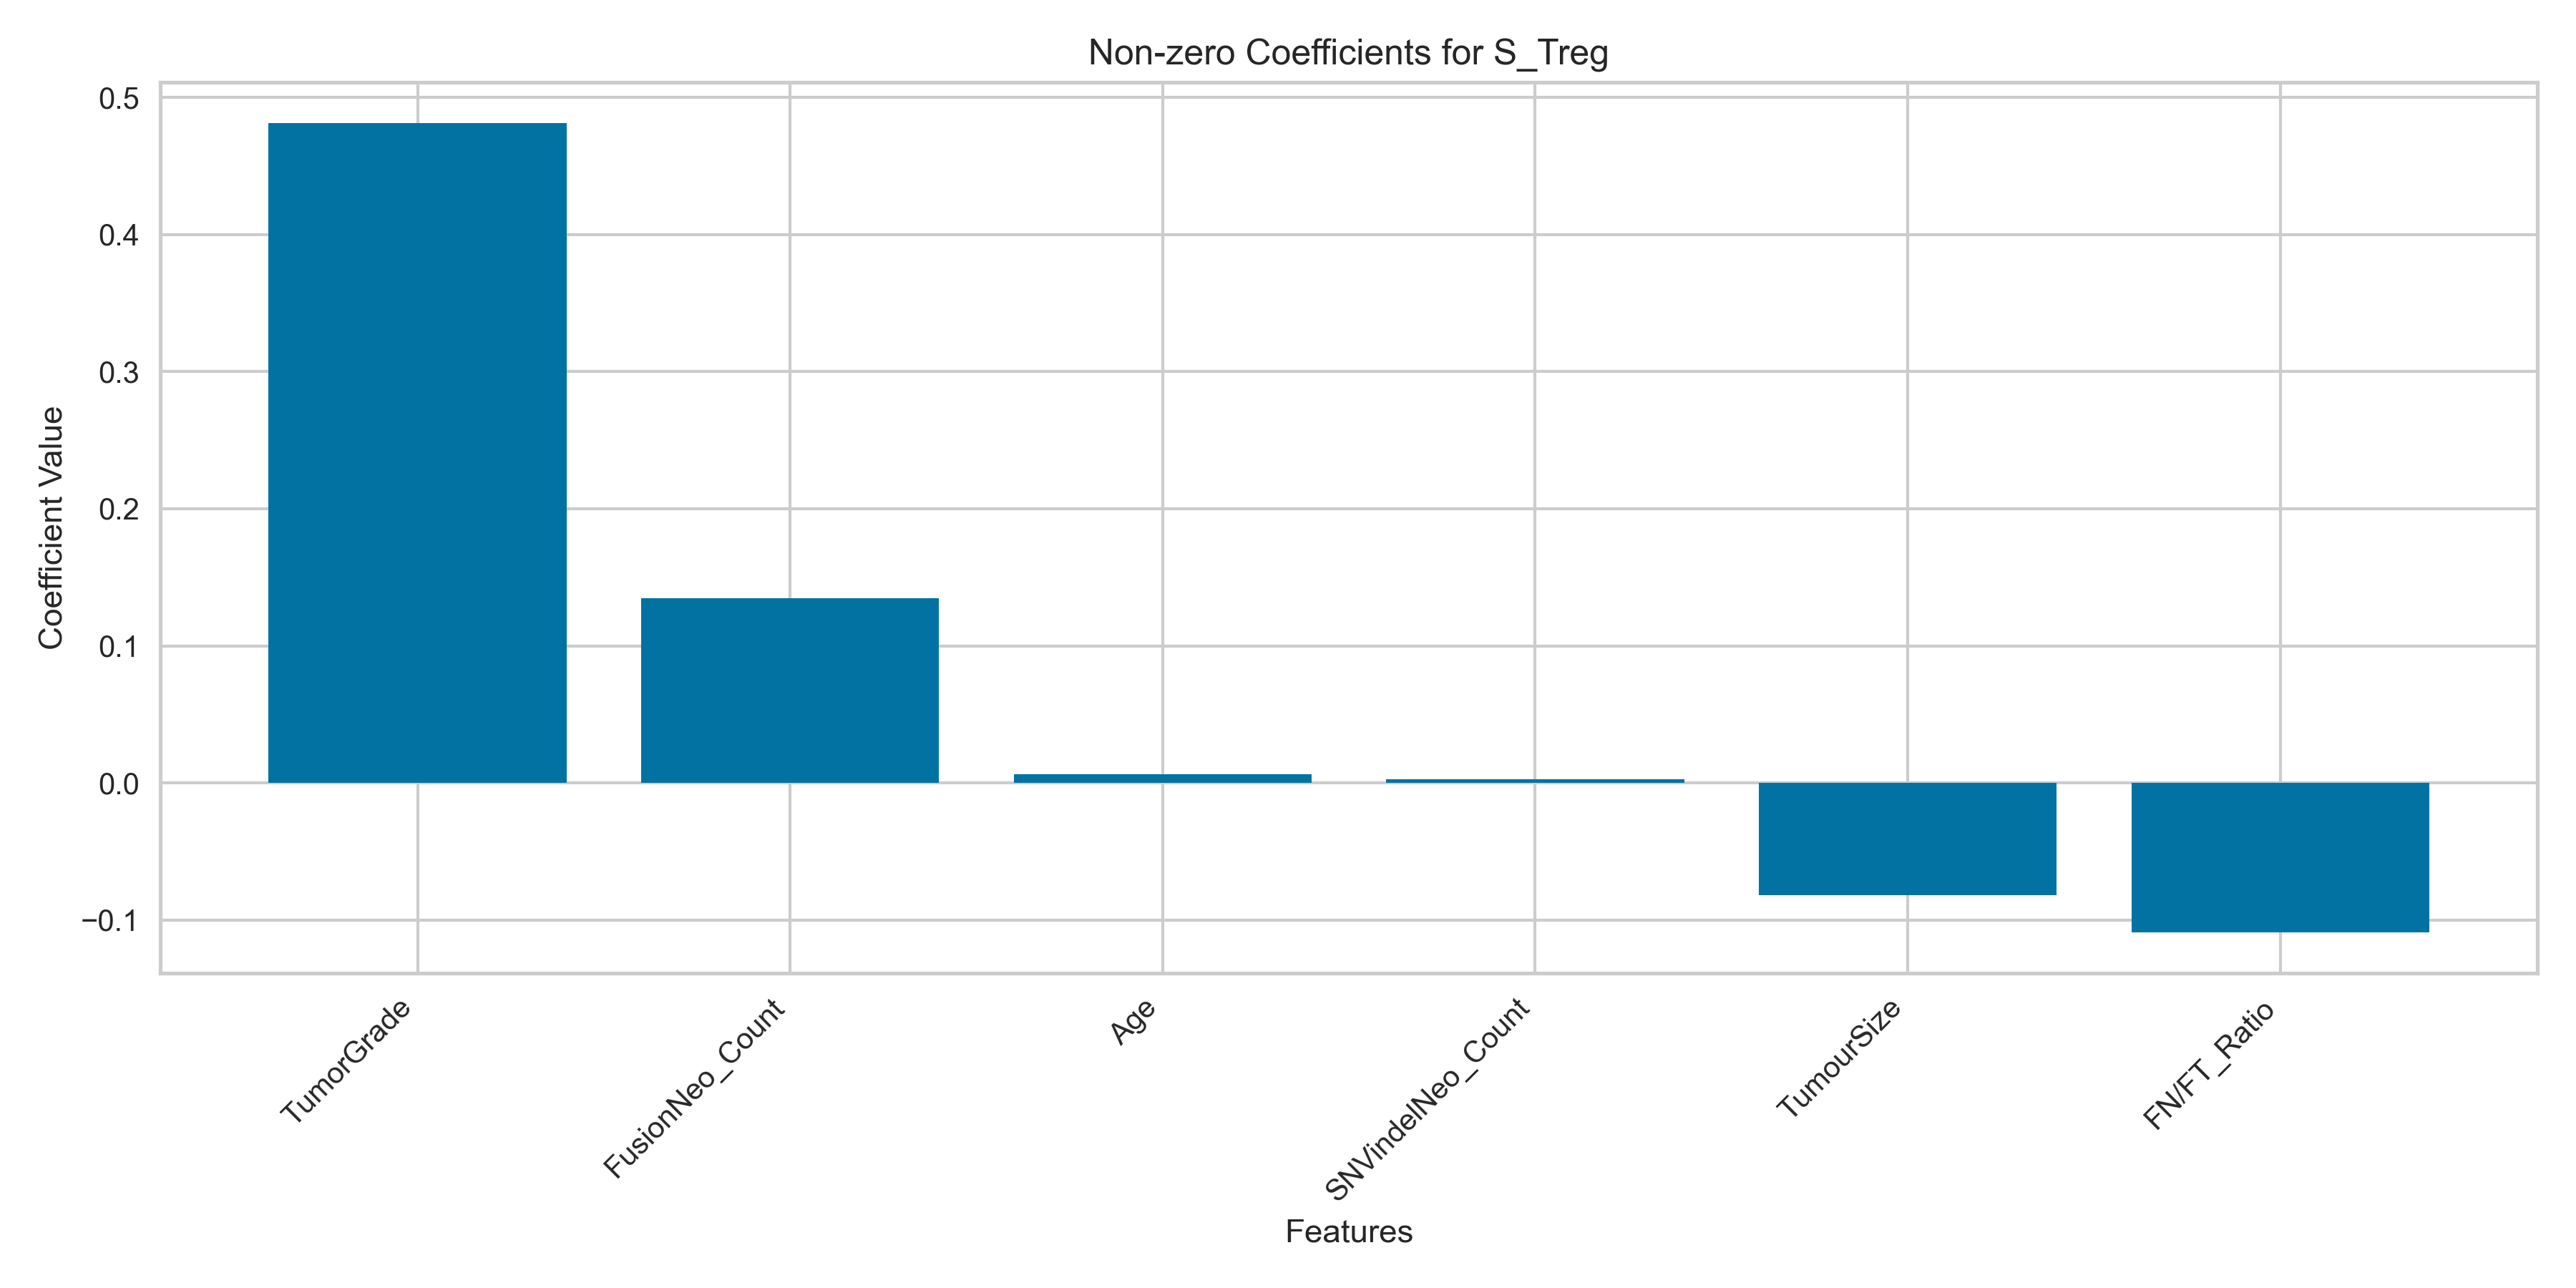 Non-zero Coefficients for S_Treg
Coefficient Value
0.5
0.4
0.3
0.2
0.1
0.0
−0.1
TumorGrade
FusionNeo_Count
Age
SNVindelNeo_Count
TumourSize
FN/FT_Ratio
Features